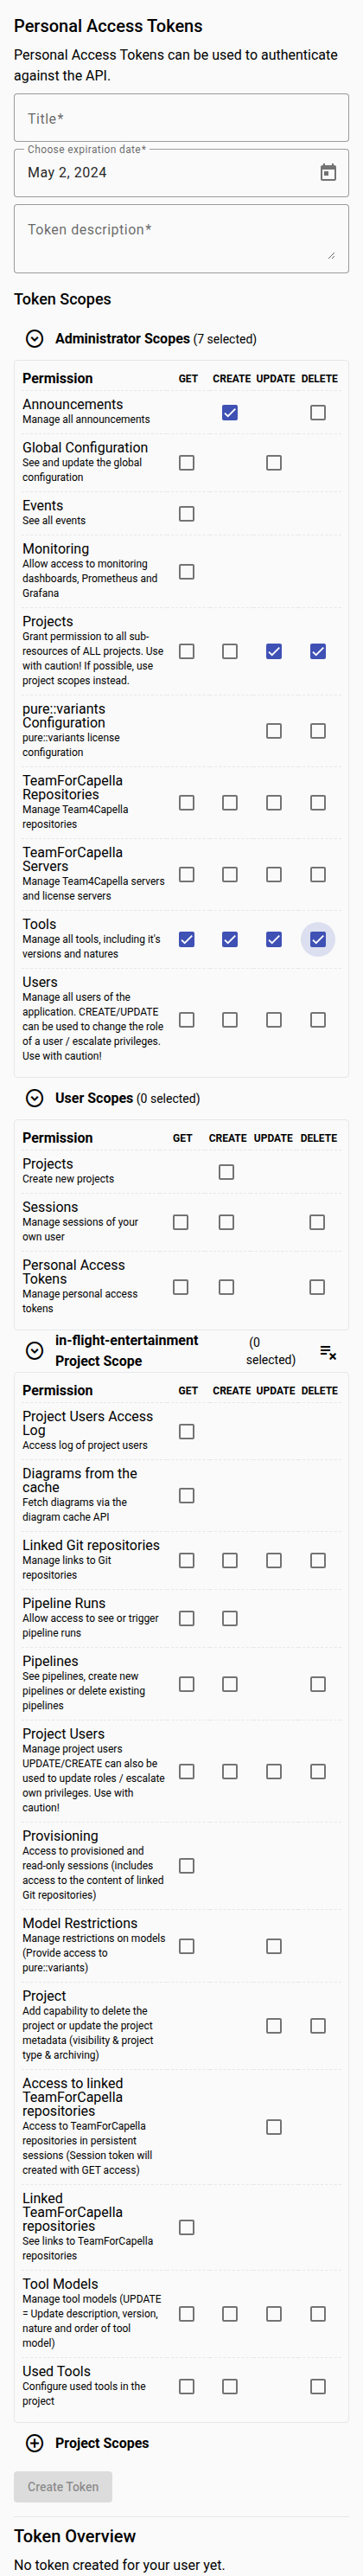 Personal Access Tokens
Personal Access Tokens can be used to authenticate
against the API.
Title*
Choose expiration date*
May 2, 2024
Token description*
Token Scopes
Administrator Scopes (7 selected)
Permission GET CREATE UPDATE DELETE
Announcements
Manage all announcements
Global Configuration
See and update the global
configuration
Events
See all events
Monitoring
Allow access to monitoring
dashboards, Prometheus and
Grafana
Projects
Grant permission to all sub-
resources of ALL projects. Use
with caution! If possible, use
project scopes instead.
pure::variants
Configuration
pure::variants license
configuration
TeamForCapella
Repositories
Manage Team4Capella
repositories
TeamForCapella
Servers
Manage Team4Capella servers
and license servers
Tools
Manage all tools, including it's
versions and natures
Users
Manage all users of the
application. CREATE/UPDATE
can be used to change the role
of a user / escalate privileges.
Use with caution!
User Scopes (0 selected)
Permission GET CREATE UPDATE DELETE
Projects
Create new projects
Sessions
Manage sessions of your
own user
Personal Access
Tokens
Manage personal access
tokens
in-flight-entertainment
Project Scope
(0
selected)
Permission GET CREATE UPDATE DELETE
Project Users Access
Log
Access log of project users
Diagrams from the
cache
Fetch diagrams via the
diagram cache API
Linked Git repositories
Manage links to Git
repositories
Pipeline Runs
Allow access to see or trigger
pipeline runs
Pipelines
See pipelines, create new
pipelines or delete existing
pipelines
Project Users
Manage project users
UPDATE/CREATE can also be
used to update roles / escalate
own privileges. Use with
caution!
Provisioning
Access to provisioned and
read-only sessions (includes
access to the content of linked
Git repositories)
Model Restrictions
Manage restrictions on models
(Provide access to
pure::variants)
Project
Add capability to delete the
project or update the project
metadata (visibility & project
type & archiving)
Access to linked
TeamForCapella
repositories
Access to TeamForCapella
repositories in persistent
sessions (Session token will
created with GET access)
Linked
TeamForCapella
repositories
See links to TeamForCapella
repositories
Tool Models
Manage tool models (UPDATE
= Update description, version,
nature and order of tool
model)
Used Tools
Configure used tools in the
project
Project Scopes
Create Token
Token Overview
No token created for your user yet.